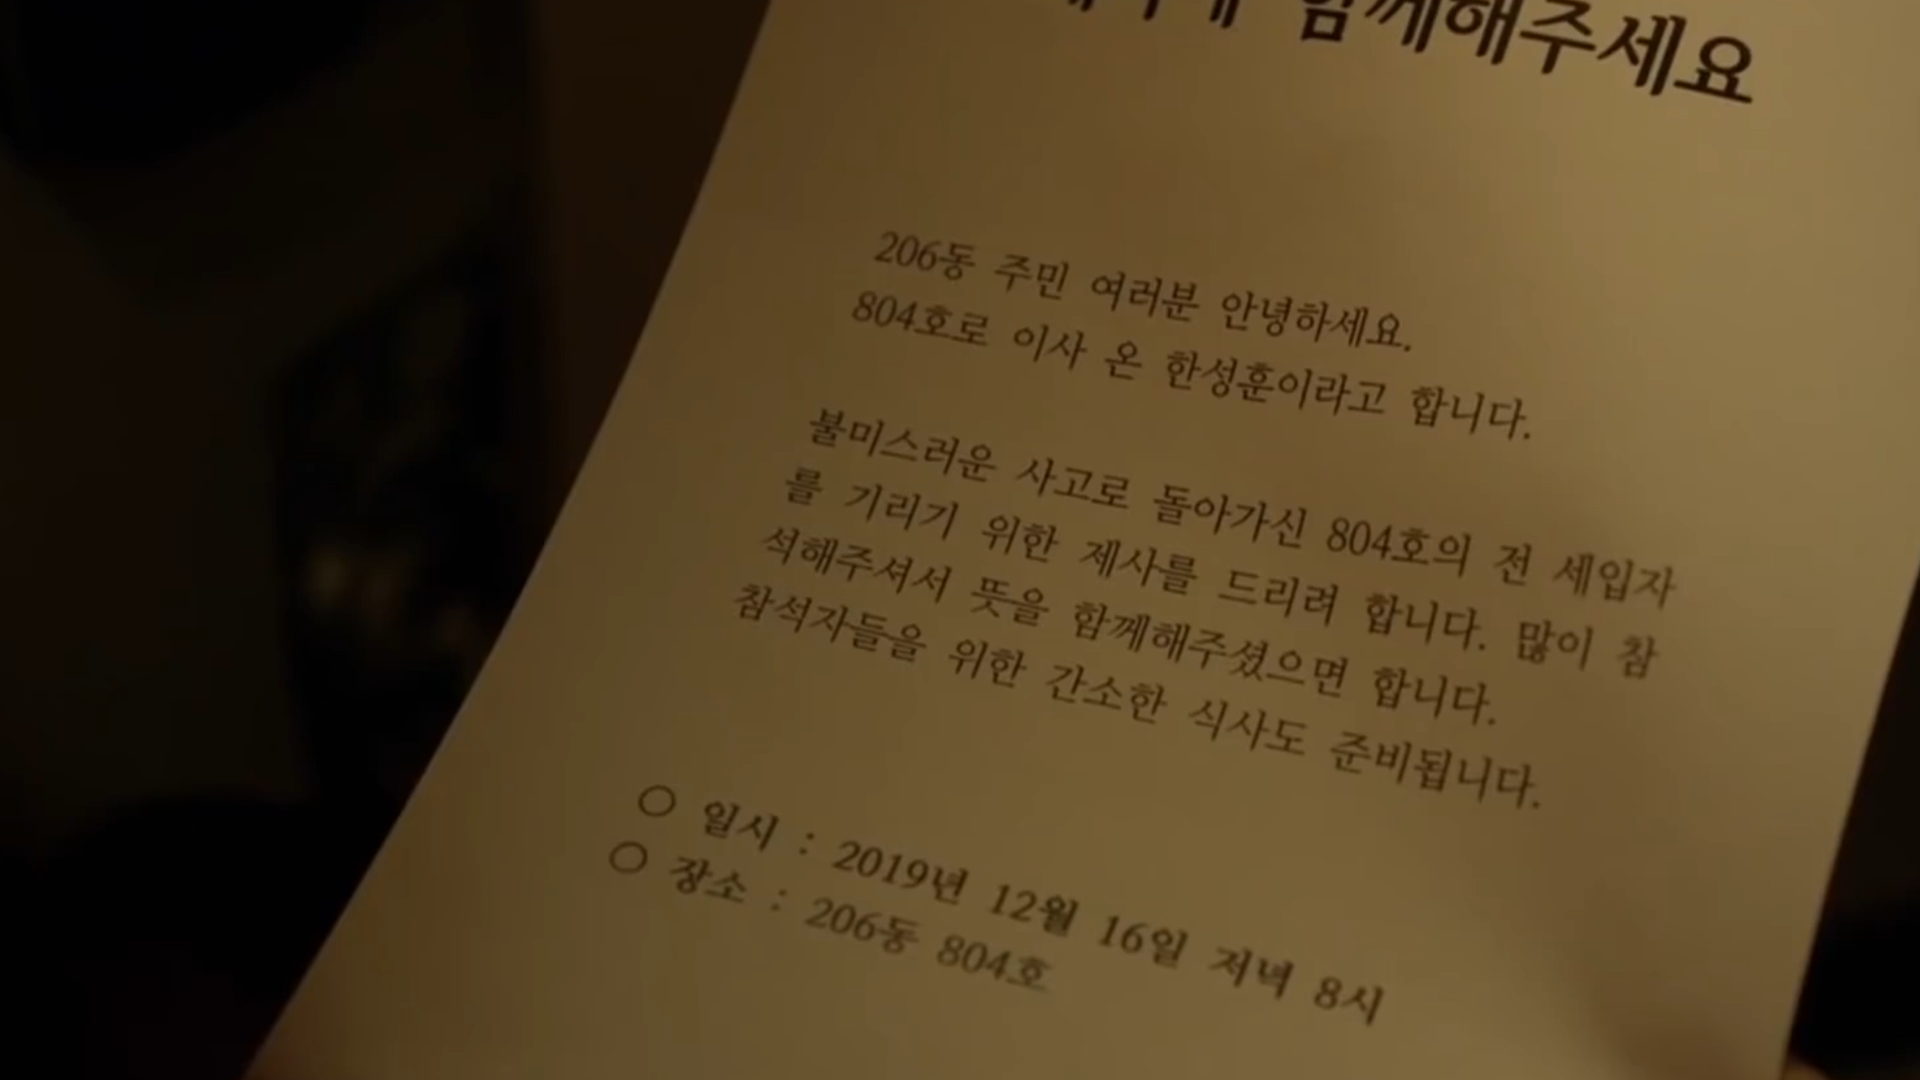 함께해주세요
206동 주민 여러분 안녕하세요.
804호로 이사 온 한성훈이라고 합니다.
불미스러운 사고로 돌아가신 804호의 전 세입자
를 기리기 위한 제사를 드리려 합니다. 많이 참
석해주셔서 뜻을 함께해주셨으면 합니다.
참석자들을 위한 간소한 식사도 준비됩니다.
○ 일시 : 2019년 12월 16일 저녁 8시
○ 장소 : 206동 804호